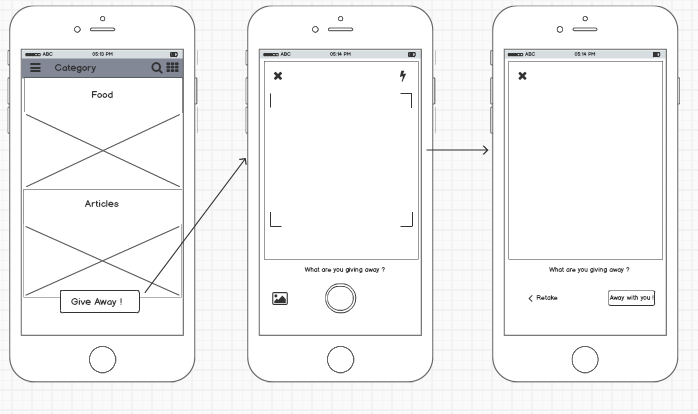 ABC 05:13 PM
Category
Food
Articles
Give Away !
ABC 05:14 PM
What are you giving away ?
ABC 05:14 PM
What are you giving away ?
Retake
Away with you !